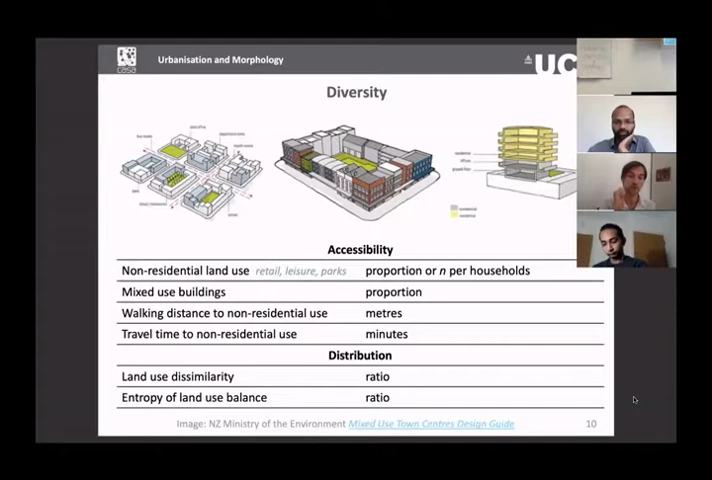 casa
Urbanisation and Morphology
UC
Diversity
Accessibility
Non-residential land use retail, leisure, parks proportion or n per households
Mixed use buildings proportion
Walking distance to non-residential use metres
Travel time to non-residential use minutes
Distribution
Land use dissimilarity ratio
Entropy of land use balance ratio
Image: NZ Ministry of the Environment Mixed Use Town Centres Design Guide 10